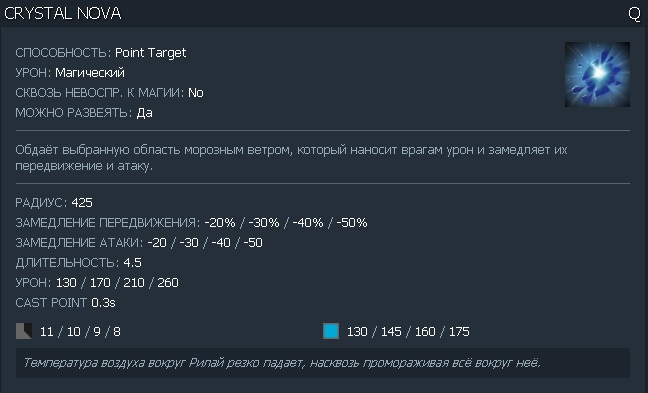 CRYSTAL NOVA Q
СПОСОБНОСТЬ: Point Target
УРОН: Магический
СКВОЗЬ НЕВОСПР. К МАГИИ: No
МОЖНО РАЗВЕЯТЬ: Да
Обдаёт выбранную область морозным ветром, который наносит врагам урон и замедляет их
передвижение и атаку.
РАДИУС: 425
ЗАМЕДЛЕНИЕ ПЕРЕДВИЖЕНИЯ: -20% / -30% / -40% / -50%
ЗАМЕДЛЕНИЕ АТАКИ: -20 / -30 / -40 / -50
ДЛИТЕЛЬНОСТЬ: 4.5
УРОН: 130 / 170 / 210 / 260
CAST POINT 0.3s
11 / 10 / 9 / 8 130 / 145 / 160 / 175
Температура воздуха вокруг Рилай резко падает, насквозь промораживая всё вокруг неё.